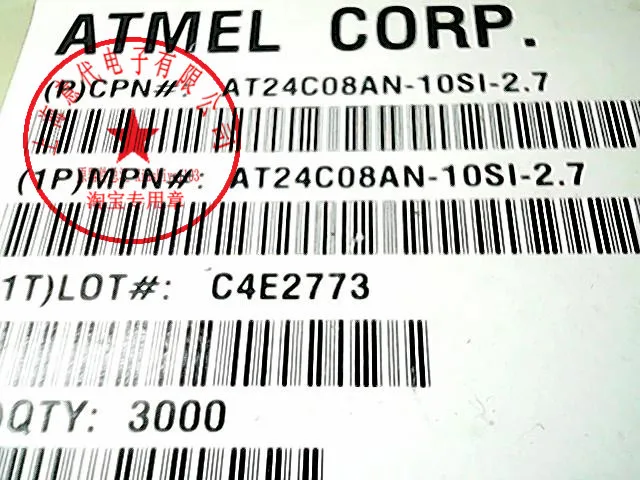 ATMEL CORP.
(P)CPN#: AT24C08AN-10SI-2.7
(1P)MPN#: AT24C08AN-10SI-2.7
淘宝专用章
1T)LOT#: C4E2773
)QTY: 3000